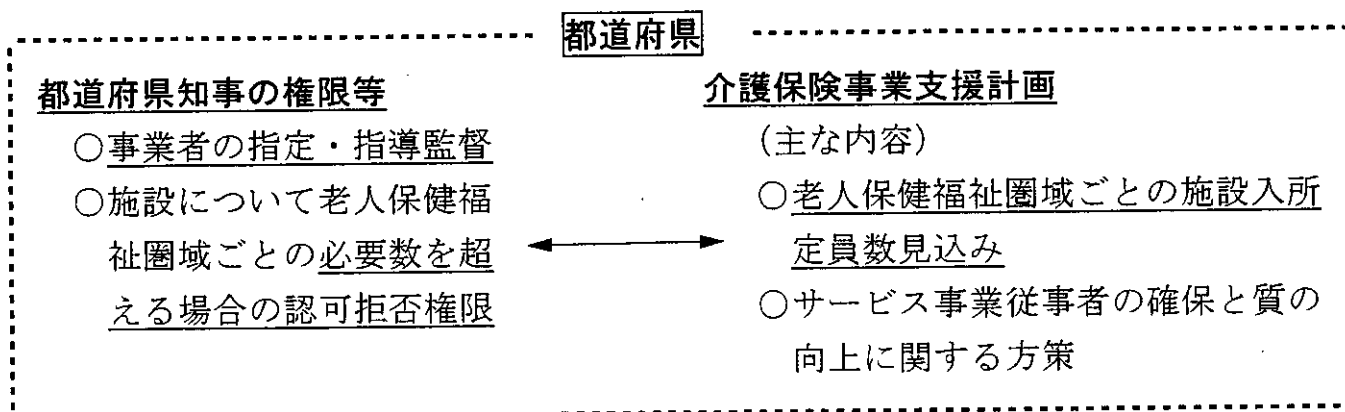 都道府県
都道府県知事の権限等
○事業者の指定・指導監督
○施設について老人保健福
祉圏域ごとの必要数を超
える場合の認可拒否権限
介護保険事業支援計画
(主な内容)
○老人保健福祉圏域ごとの施設入所
定員数見込み
○サービス事業従事者の確保と質の
向上に関する方策